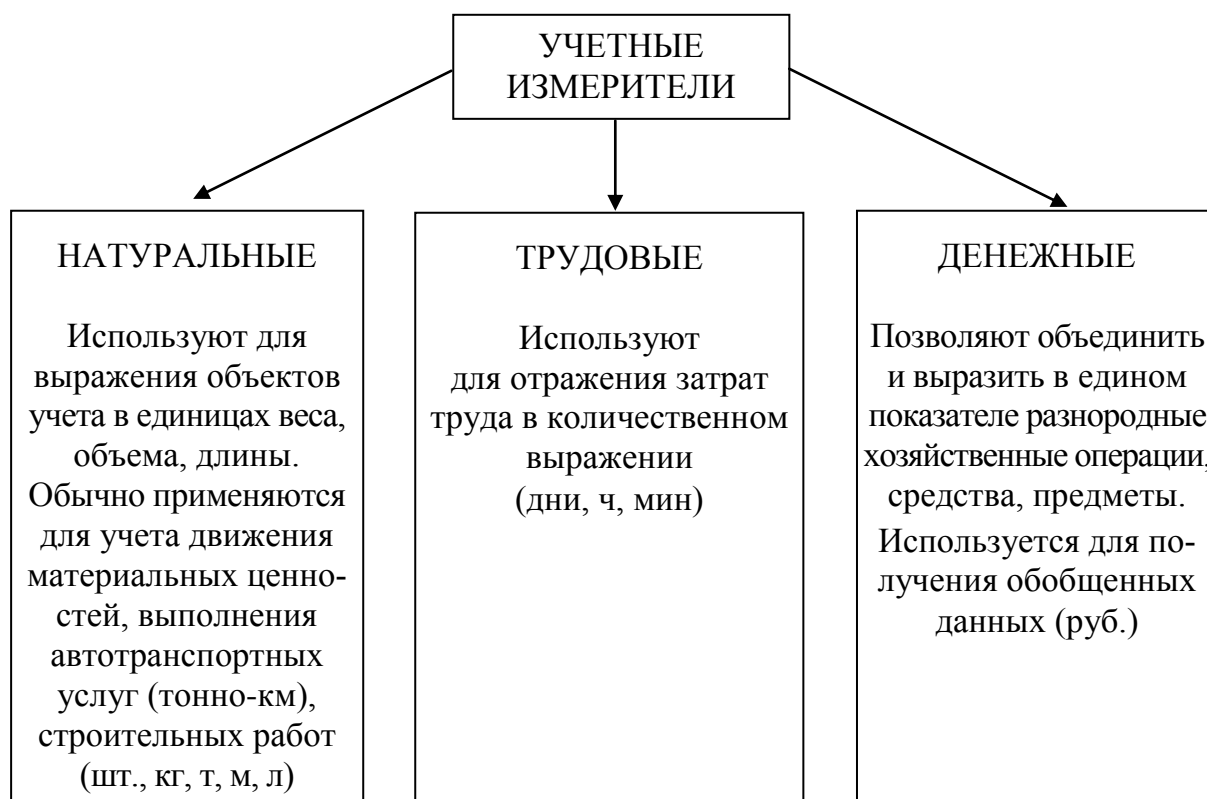 УЧЕТНЫЕ
ИЗМЕРИТЕЛИ
НАТУРАЛЬНЫЕ
Используют для
выражения объектов
учета в единицах веса,
объема, длины.
Обычно применяются
для учета движения
материальных ценно-
стей, выполнения
автотранспортных
услуг (тонно-км),
строительных работ
(шт., кг, т, м, л)
ТРУДОВЫЕ
Используют
для отражения затрат
труда в количественном
выражении
(дни, ч, мин)
ДЕНЕЖНЫЕ
Позволяют объединить
и выразить в едином
показателе разнородные
хозяйственные операции,
средства, предметы.
Используется для по-
лучения обобщенных
данных (руб.)